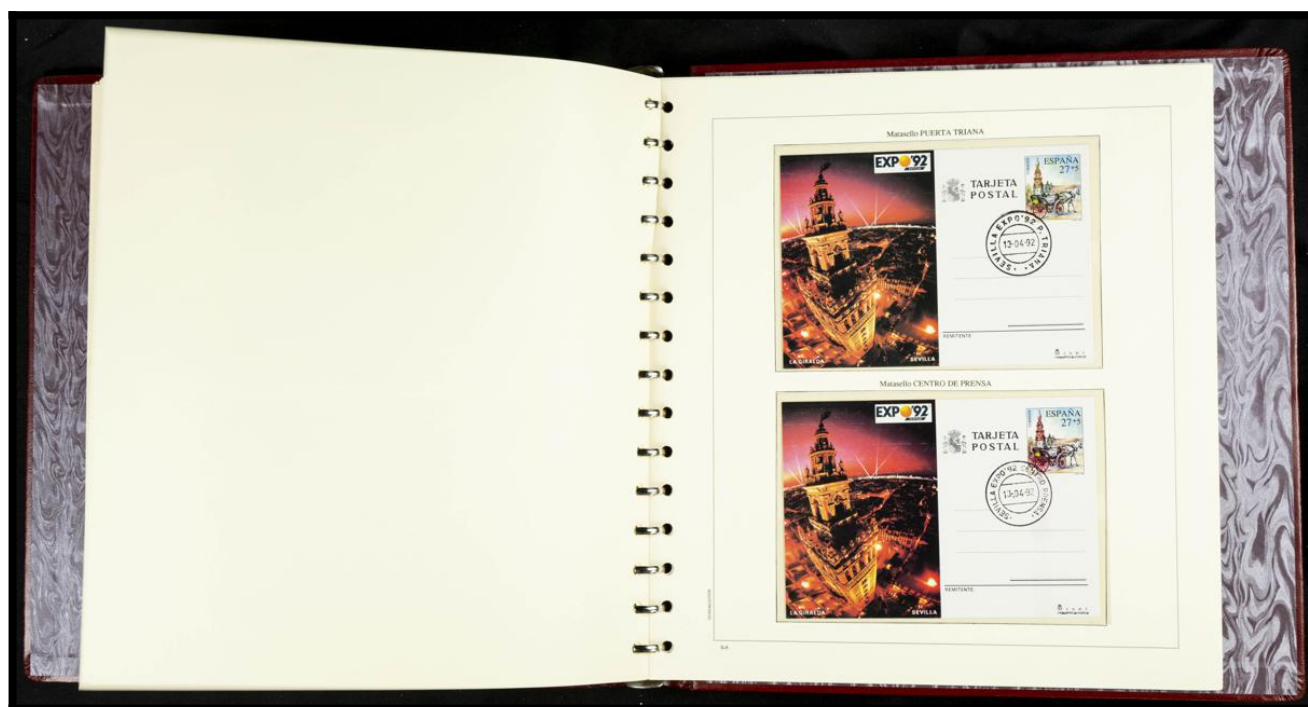 Matasello PUERTA TRIANA
EXPO'92
ESPAÑA
27+5
TARJETA
POSTAL
SEVILLA EXPO'92 P. TRIANA
13-04-92
REMITENTE
LA GIRALDA
SEVILLA
Matasello CENTRO DE PRENSA
EXPO'92
ESPAÑA
27+5
TARJETA
POSTAL
SEVILLA EXPO'92 CENTRO PRENSA
13-04-92
REMITENTE
LA GIRALDA
SEVILLA